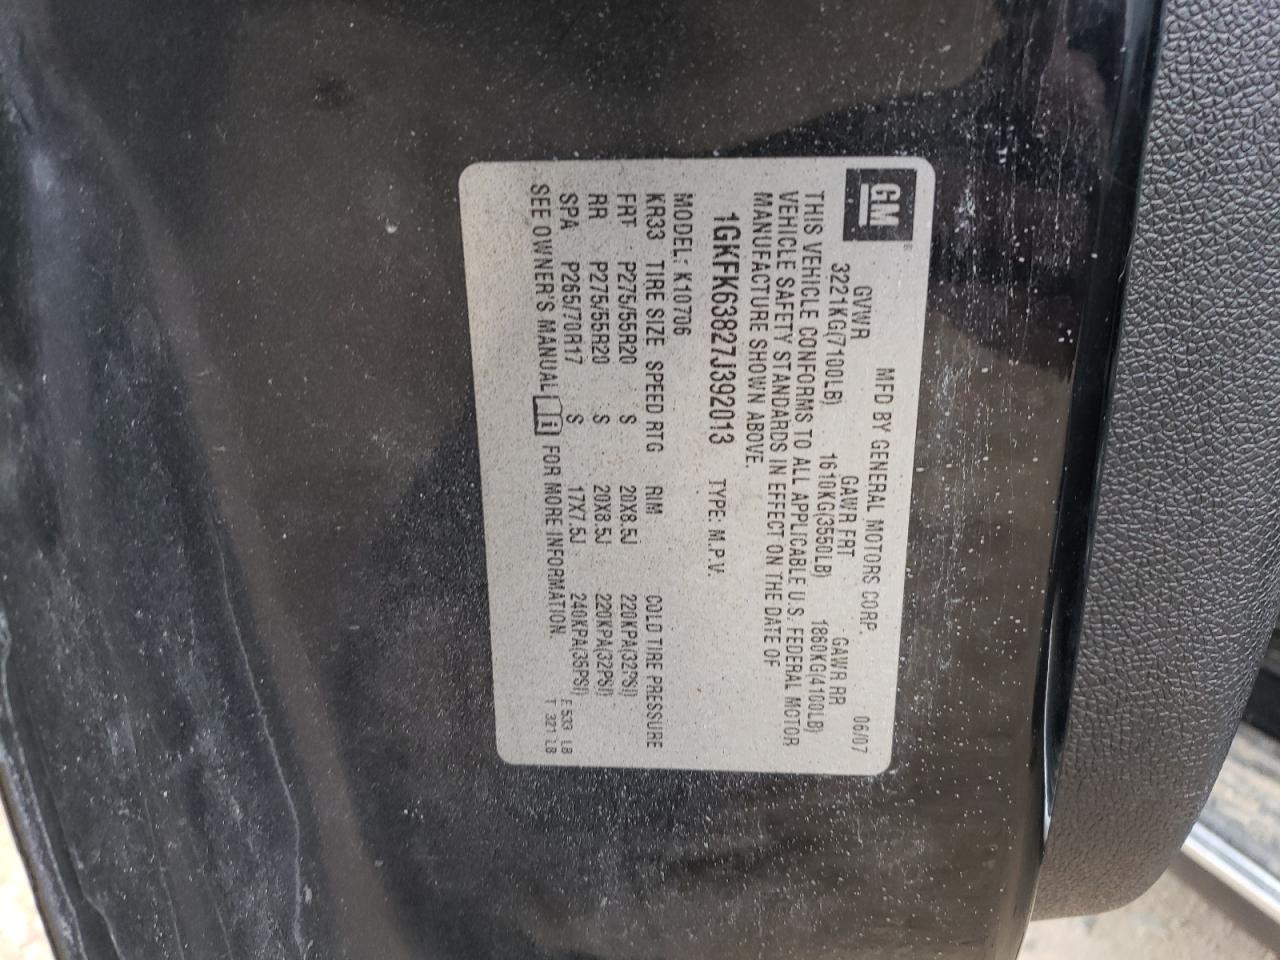 GM
MFD BY GENERAL MOTORS CORP. 06/07
GVWR GAWR FRT GAWR RR
3221KG(7100LB) 1610KG(3550LB) 1860KG(4100LB)
THIS VEHICLE CONFORMS TO ALL APPLICABLE U.S. FEDERAL MOTOR
VEHICLE SAFETY STANDARDS IN EFFECT ON THE DATE OF
MANUFACTURE SHOWN ABOVE.
1GKFK63827J392013 TYPE: M.P.V.
MODEL: K10706
KR33 TIRE SIZE SPEED RTG RIM COLD TIRE PRESSURE
FRT P275/55R20 S 20X8.5J 220KPA(32PSI)
RR P275/55R20 S 20X8.5J 220KPA(32PSI)
SPA P265/70R17 S 17X7.5J 240KPA(35PSI)
SEE OWNER'S MANUAL i FOR MORE INFORMATION.
F 533 LB
T 321 LB